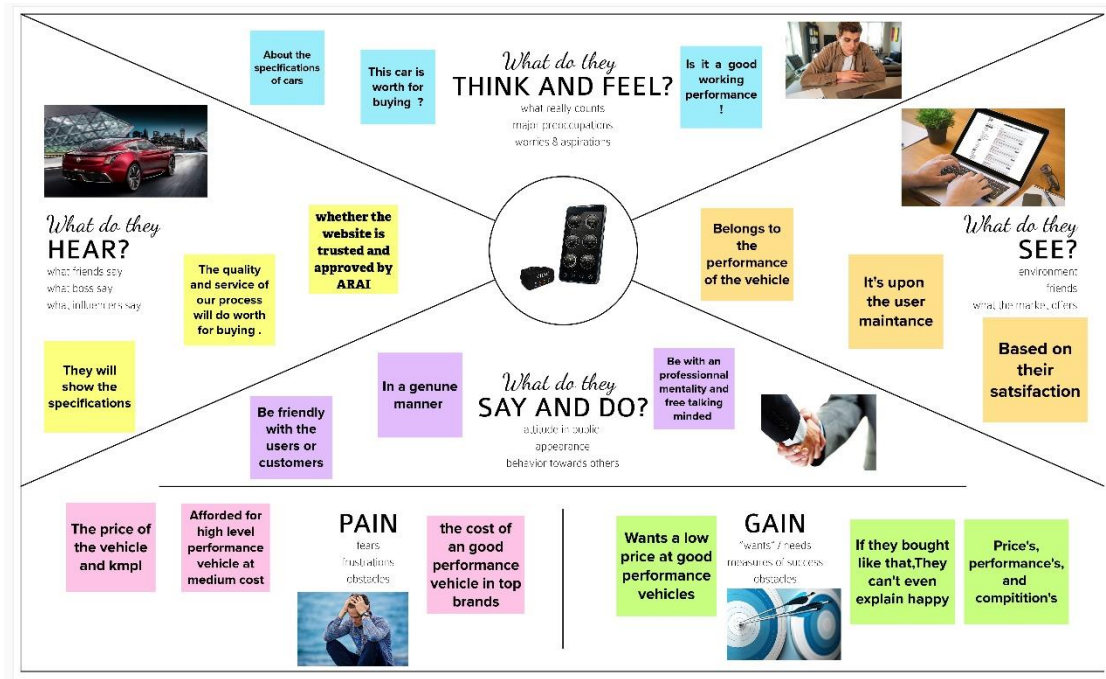 About the
specifications
of cars
This car is
worth for
buying ?
What do they
THINK AND FEEL?
what really counts
major preoccupations
worries & aspirations
Is it a good
working
performance
!
What do they
HEAR?
what friends say
what boss say
what influencers say
whether the
website is
trusted and
approved by
ARAI
The quality
and service of
our process
will do worth
for buying .
They will
show the
specifications
Belongs to
the
performance
of the vehicle
It's upon
the user
maintance
What do they
SEE?
environment
friends
what the market offers
Based on
their
satsifaction
Be friendly
with the
users or
customers
In a genune
manner
What do they
SAY AND DO?
attitude in public
appearance
behavior towards others
Be with an
professionnal
mentality and
free talking
minded
The price of
the vehicle
and kmpl
Afforded for
high level
performance
vehicle at
medium cost
PAIN
fears
frustrations
obstacles
the cost of
an good
performance
vehicle in top
brands
Wants a low
price at good
performance
vehicles
GAIN
"wants" / needs
measures of success
obstacles
If they bought
like that,They
can't even
explain happy
Price's,
performance's,
and
compitition's